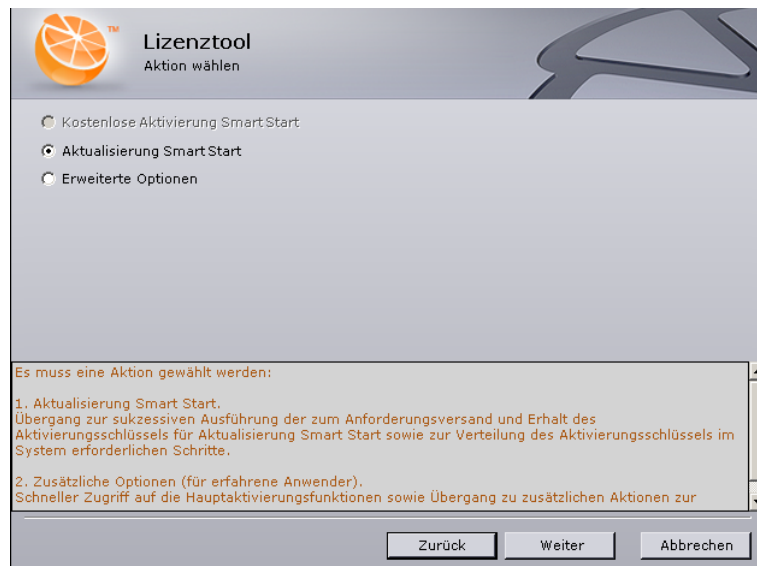 TM
Lizenztool
Aktion wählen
Kostenlose Aktivierung Smart Start
Aktualisierung Smart Start
Erweiterte Optionen
Es muss eine Aktion gewählt werden:
1. Aktualisierung Smart Start.
Übergang zur sukzessiven Ausführung der zum Anforderungsversand und Erhalt des
Aktivierungsschlüssels für Aktualisierung Smart Start sowie zur Verteilung des Aktivierungsschlüssels im
System erforderlichen Schritte.
2. Zusätzliche Optionen (für erfahrene Anwender).
Schneller Zugriff auf die Hauptaktivierungsfunktionen sowie Übergang zu zusätzlichen Aktionen zur
Zurück Weiter Abbrechen